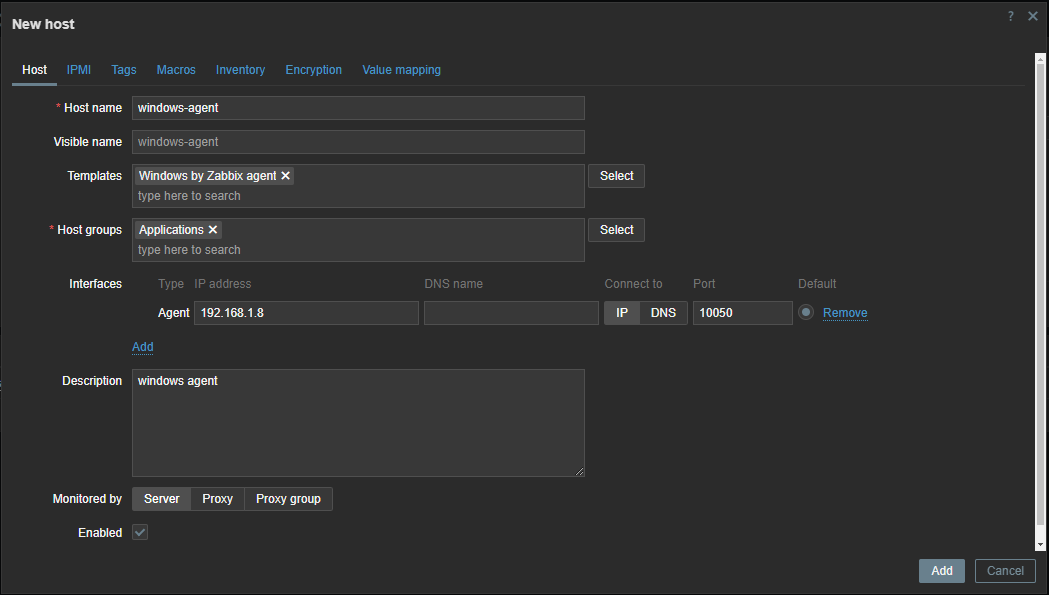 New host
? ✕
Host IPMI Tags Macros Inventory Encryption Value mapping
* Host name windows-agent
Visible name windows-agent
Templates Windows by Zabbix agent ✕ Select
type here to search
* Host groups Applications ✕ Select
type here to search
Interfaces Type IP address DNS name Connect to Port Default
Agent 192.168.1.8 IP DNS 10050 Remove
Add
Description windows agent
Monitored by Server Proxy Proxy group
Enabled
Add Cancel